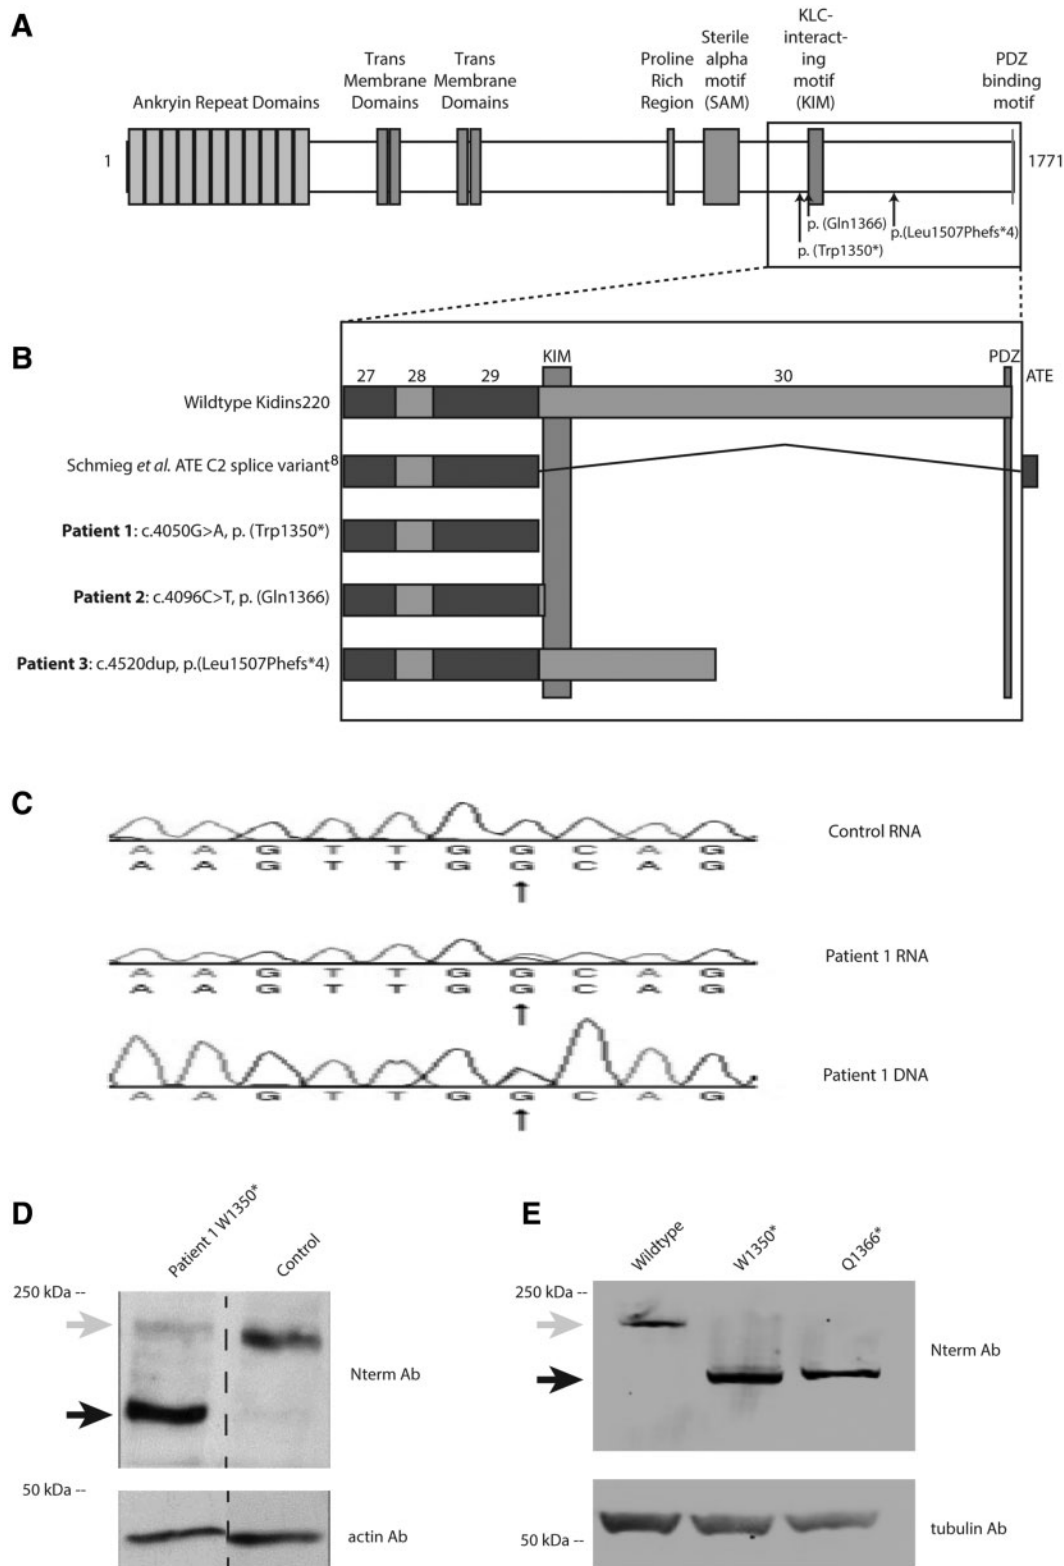 A
Ankryin Repeat Domains
Trans
Membrane
Domains
Trans
Membrane
Domains
Proline
Rich
Region
Sterile
alpha
motif
(SAM)
KLC-
interact-
ing
motif
(KIM)
PDZ
binding
motif
1
1771
p. (Gln1366)
p.(Leu1507Phefs*4)
p. (Trp1350*)
B
KIM
PDZ
27 28 29 30
ATE
Wildtype Kidins220
Schmieg et al. ATE C2 splice variant8
Patient 1: c.4050G>A, p. (Trp1350*)
Patient 2: c.4096C>T, p. (Gln1366)
Patient 3: c.4520dup, p.(Leu1507Phefs*4)
C
A A G T T G G C A G
A A G T T G G C A G
Control RNA
A A G T T G G C A G
A A G T T G G C A G
Patient 1 RNA
A A G T T G G C A G
Patient 1 DNA
D
Patient 1 W1350*
Control
250 kDa --
Nterm Ab
50 kDa --
actin Ab
E
Wildtype
W1350*
Q1366*
250 kDa --
Nterm Ab
50 kDa --
tubulin Ab